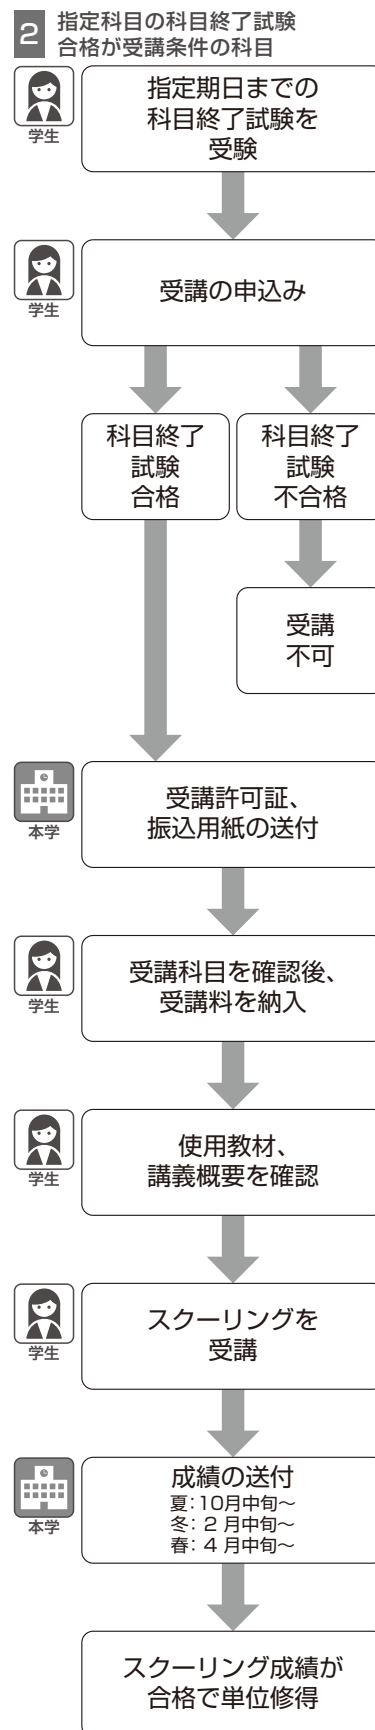 2 指定科目の科目終了試験
合格が受講条件の科目
学生
指定期日までの
科目終了試験を
受験
学生
受講の申込み
科目終了
試験
合格
科目終了
試験
不合格
受講
不可
本学
受講許可証、
振込用紙の送付
学生
受講科目を確認後、
受講料を納入
学生
使用教材、
講義概要を確認
学生
スクーリングを
受講
本学
成績の送付
夏：10月中旬～
冬：2 月中旬～
春：4 月中旬～
スクーリング成績が
合格で単位修得